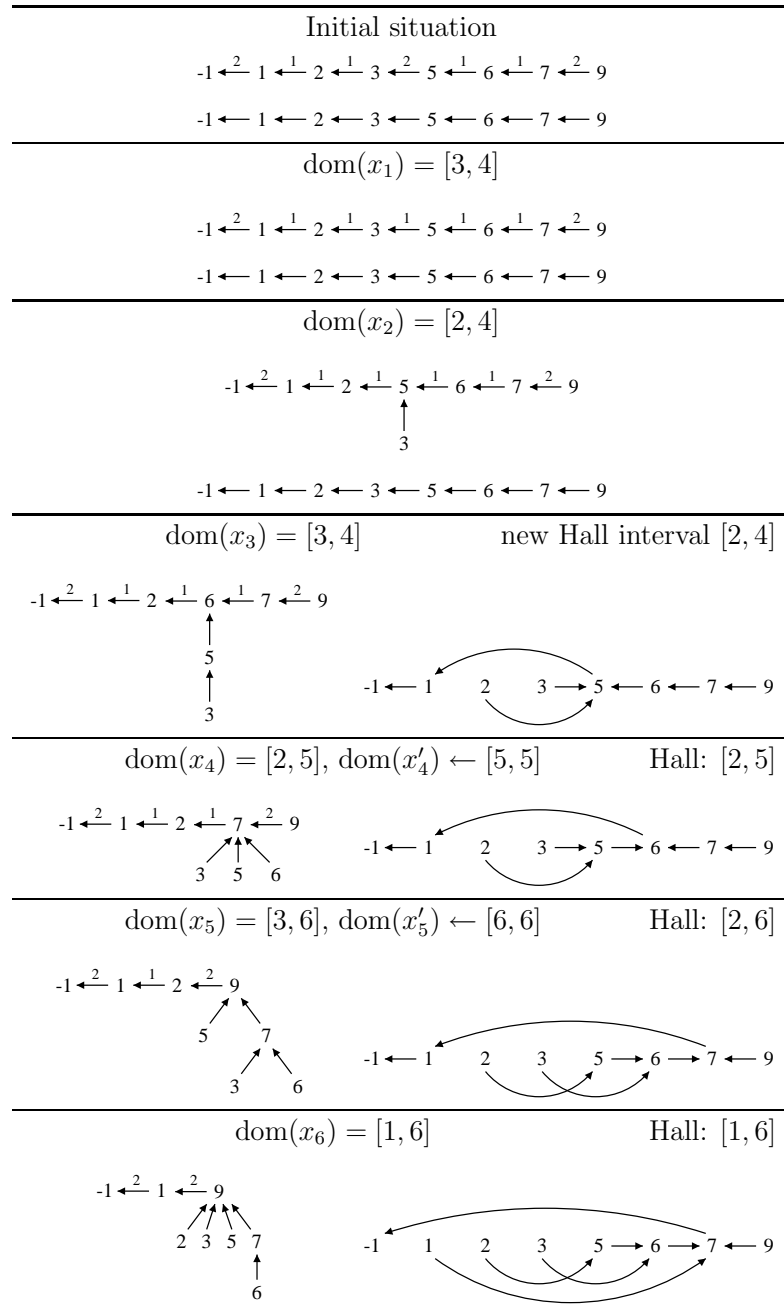 Initial situation
2 1 1 2 1 1 2
-1 1 2 3 5 6 7 9
-1 1 2 3 5 6 7 9
dom(x₁) = [3, 4]
2 1 1 1 1 1 2
-1 1 2 3 5 6 7 9
-1 1 2 3 5 6 7 9
dom(x₂) = [2, 4]
2 1 1 1 1 2
-1 1 2 5 6 7 9
3
-1 1 2 3 5 6 7 9
dom(x₃) = [3, 4] new Hall interval [2, 4]
2 1 1 1 2
-1 1 2 6 7 9
5
3
-1 1 2 3 5 6 7 9
dom(x₄) = [2, 5], dom(x′₄) ← [5, 5] Hall: [2, 5]
2 1 1 2
-1 1 2 7 9
3 5 6
-1 1 2 3 5 6 7 9
dom(x₅) = [3, 6], dom(x′₅) ← [6, 6] Hall: [2, 6]
2 1 2
-1 1 2 9
5 7
3 6
-1 1 2 3 5 6 7 9
dom(x₆) = [1, 6] Hall: [1, 6]
2 2
-1 1 9
2 3 5 7
6
-1 1 2 3 5 6 7 9